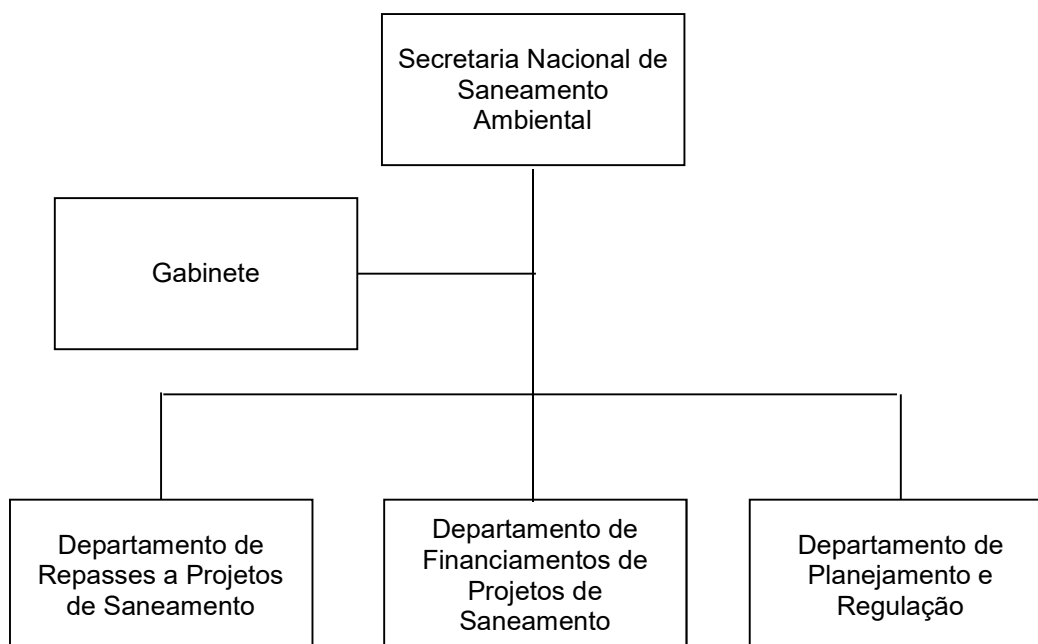 Secretaria Nacional de
Saneamento
Ambiental
Gabinete
Departamento de
Repasses a Projetos
de Saneamento
Departamento de
Financiamentos de
Projetos de
Saneamento
Departamento de
Planejamento e
Regulação